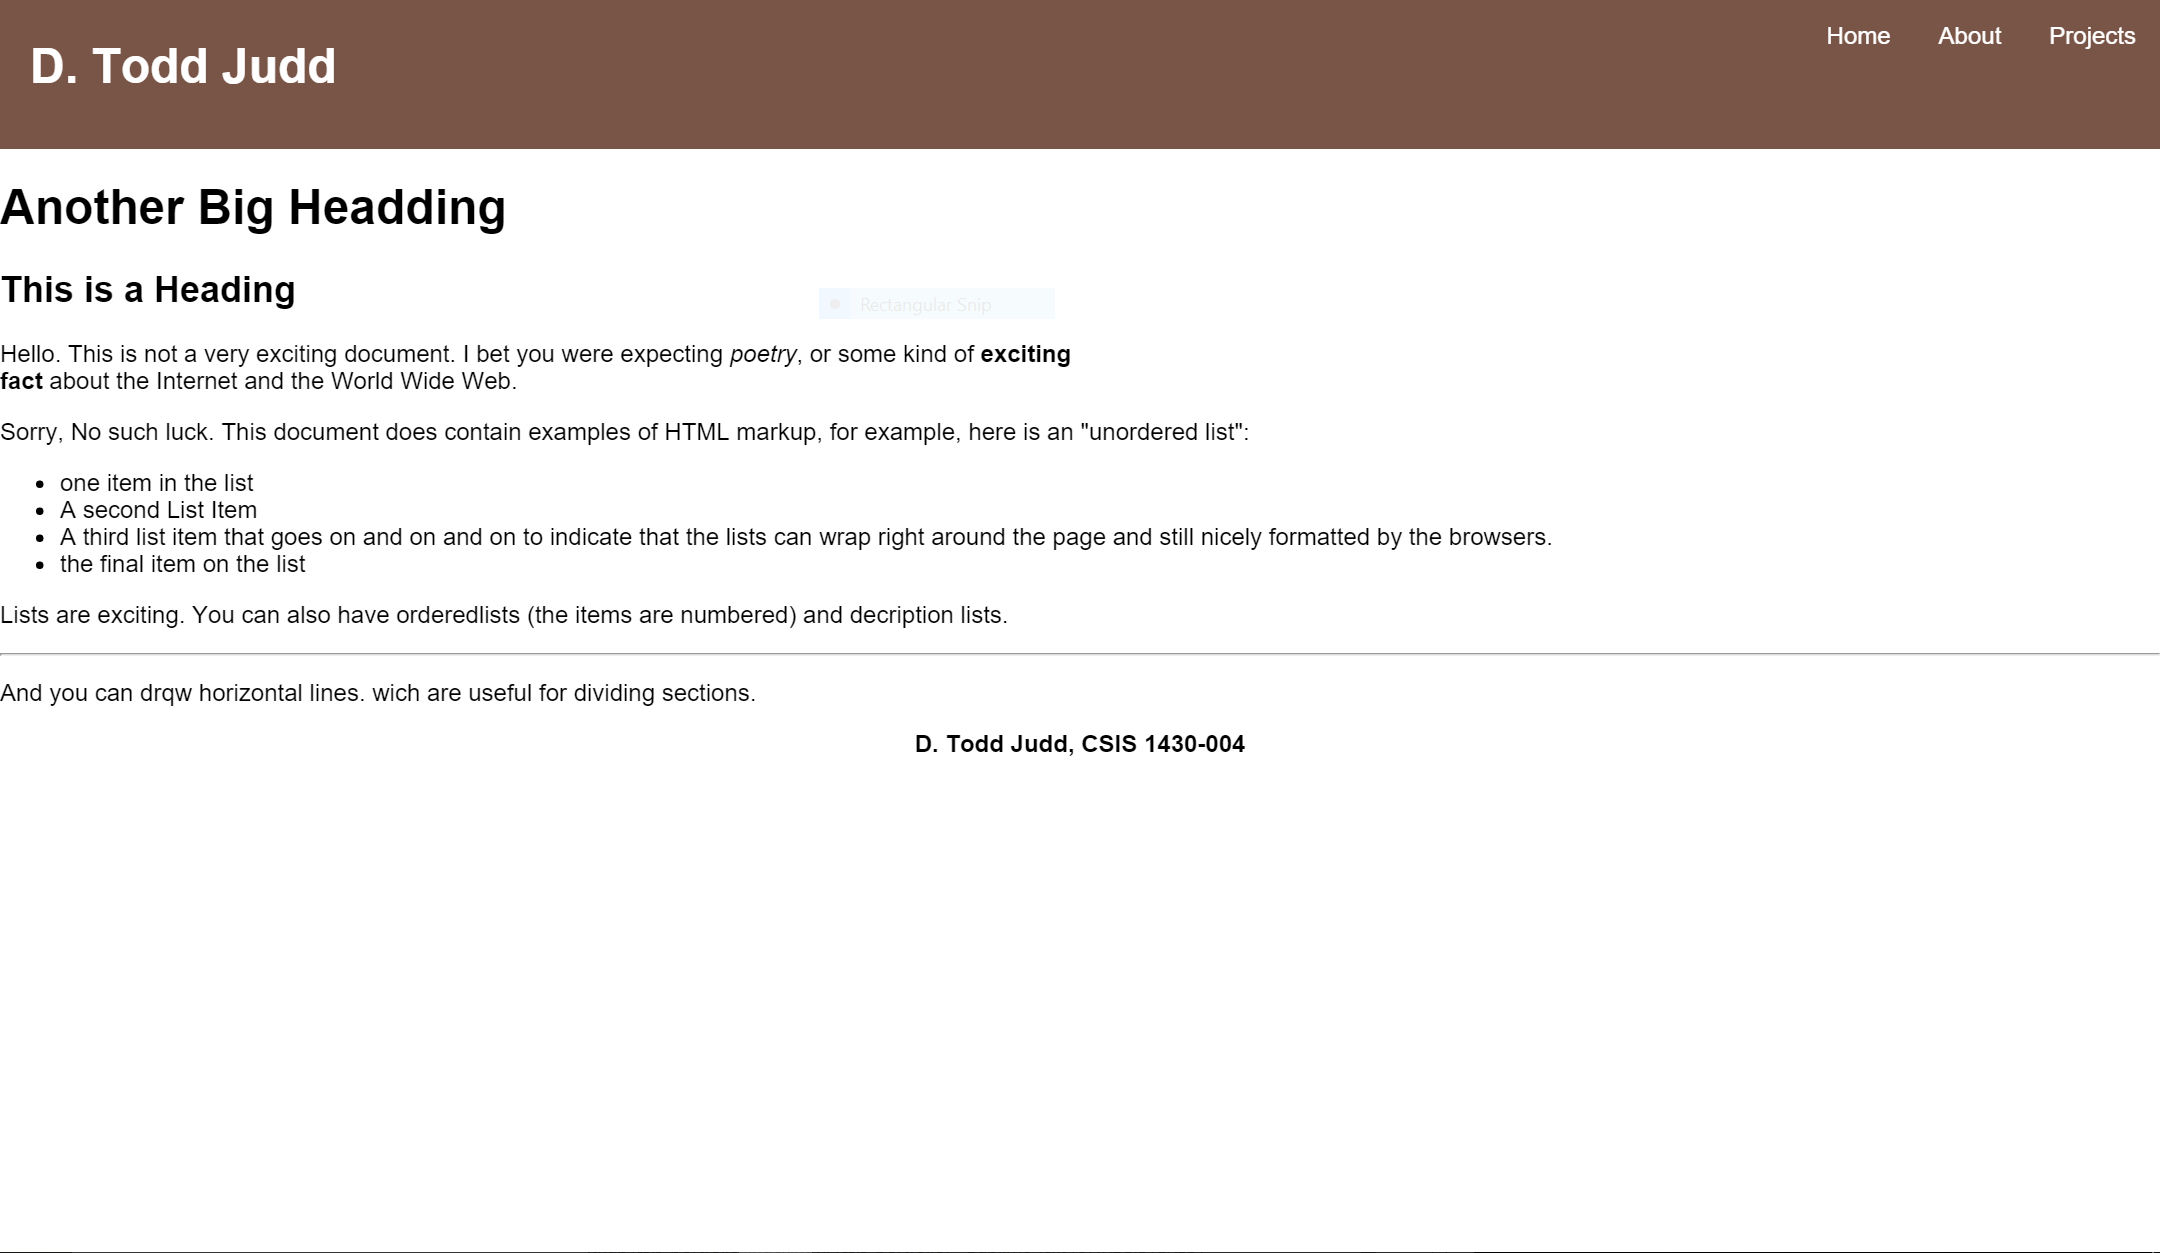 D. Todd Judd
Home About Projects
Another Big Headding
This is a Heading
Rectangular Snip
Hello. This is not a very exciting document. I bet you were expecting poetry, or some kind of exciting
fact about the Internet and the World Wide Web.
Sorry, No such luck. This document does contain examples of HTML markup, for example, here is an "unordered list":
• one item in the list
• A second List Item
• A third list item that goes on and on and on to indicate that the lists can wrap right around the page and still nicely formatted by the browsers.
• the final item on the list
Lists are exciting. You can also have orderedlists (the items are numbered) and decription lists.
And you can drqw horizontal lines. wich are useful for dividing sections.
D. Todd Judd, CSIS 1430-004